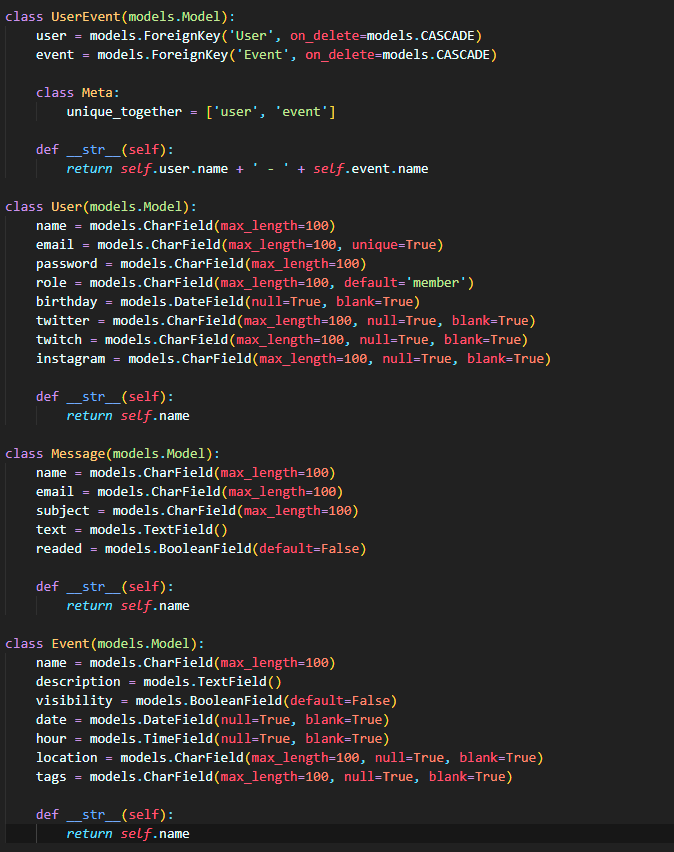 class UserEvent(models.Model):
    user = models.ForeignKey('User', on_delete=models.CASCADE)
    event = models.ForeignKey('Event', on_delete=models.CASCADE)

    class Meta:
        unique_together = ['user', 'event']

    def __str__(self):
        return self.user.name + ' - ' + self.event.name

class User(models.Model):
    name = models.CharField(max_length=100)
    email = models.CharField(max_length=100, unique=True)
    password = models.CharField(max_length=100)
    role = models.CharField(max_length=100, default='member')
    birthday = models.DateField(null=True, blank=True)
    twitter = models.CharField(max_length=100, null=True, blank=True)
    twitch = models.CharField(max_length=100, null=True, blank=True)
    instagram = models.CharField(max_length=100, null=True, blank=True)

    def __str__(self):
        return self.name

class Message(models.Model):
    name = models.CharField(max_length=100)
    email = models.CharField(max_length=100)
    subject = models.CharField(max_length=100)
    text = models.TextField()
    readed = models.BooleanField(default=False)

    def __str__(self):
        return self.name

class Event(models.Model):
    name = models.CharField(max_length=100)
    description = models.TextField()
    visibility = models.BooleanField(default=False)
    date = models.DateField(null=True, blank=True)
    hour = models.TimeField(null=True, blank=True)
    location = models.CharField(max_length=100, null=True, blank=True)
    tags = models.CharField(max_length=100, null=True, blank=True)

    def __str__(self):
        return self.name